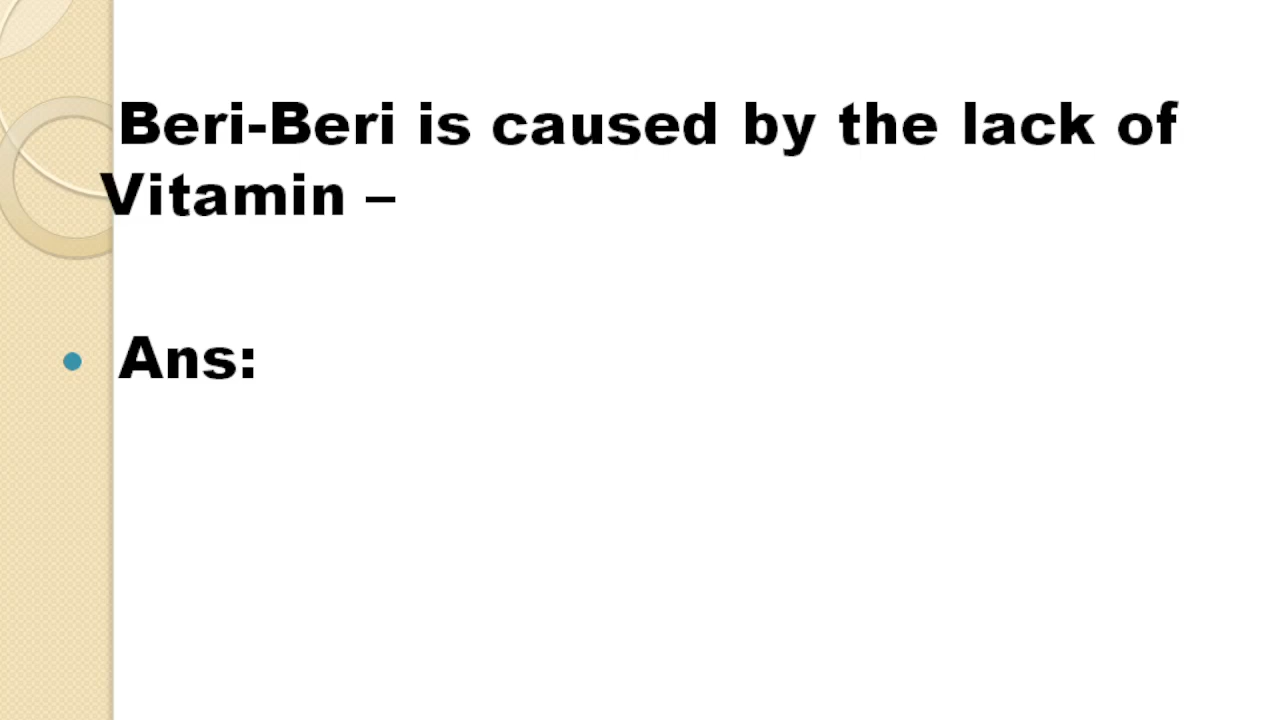 Beri-Beri is caused by the lack of
Vitamin –
Ans: